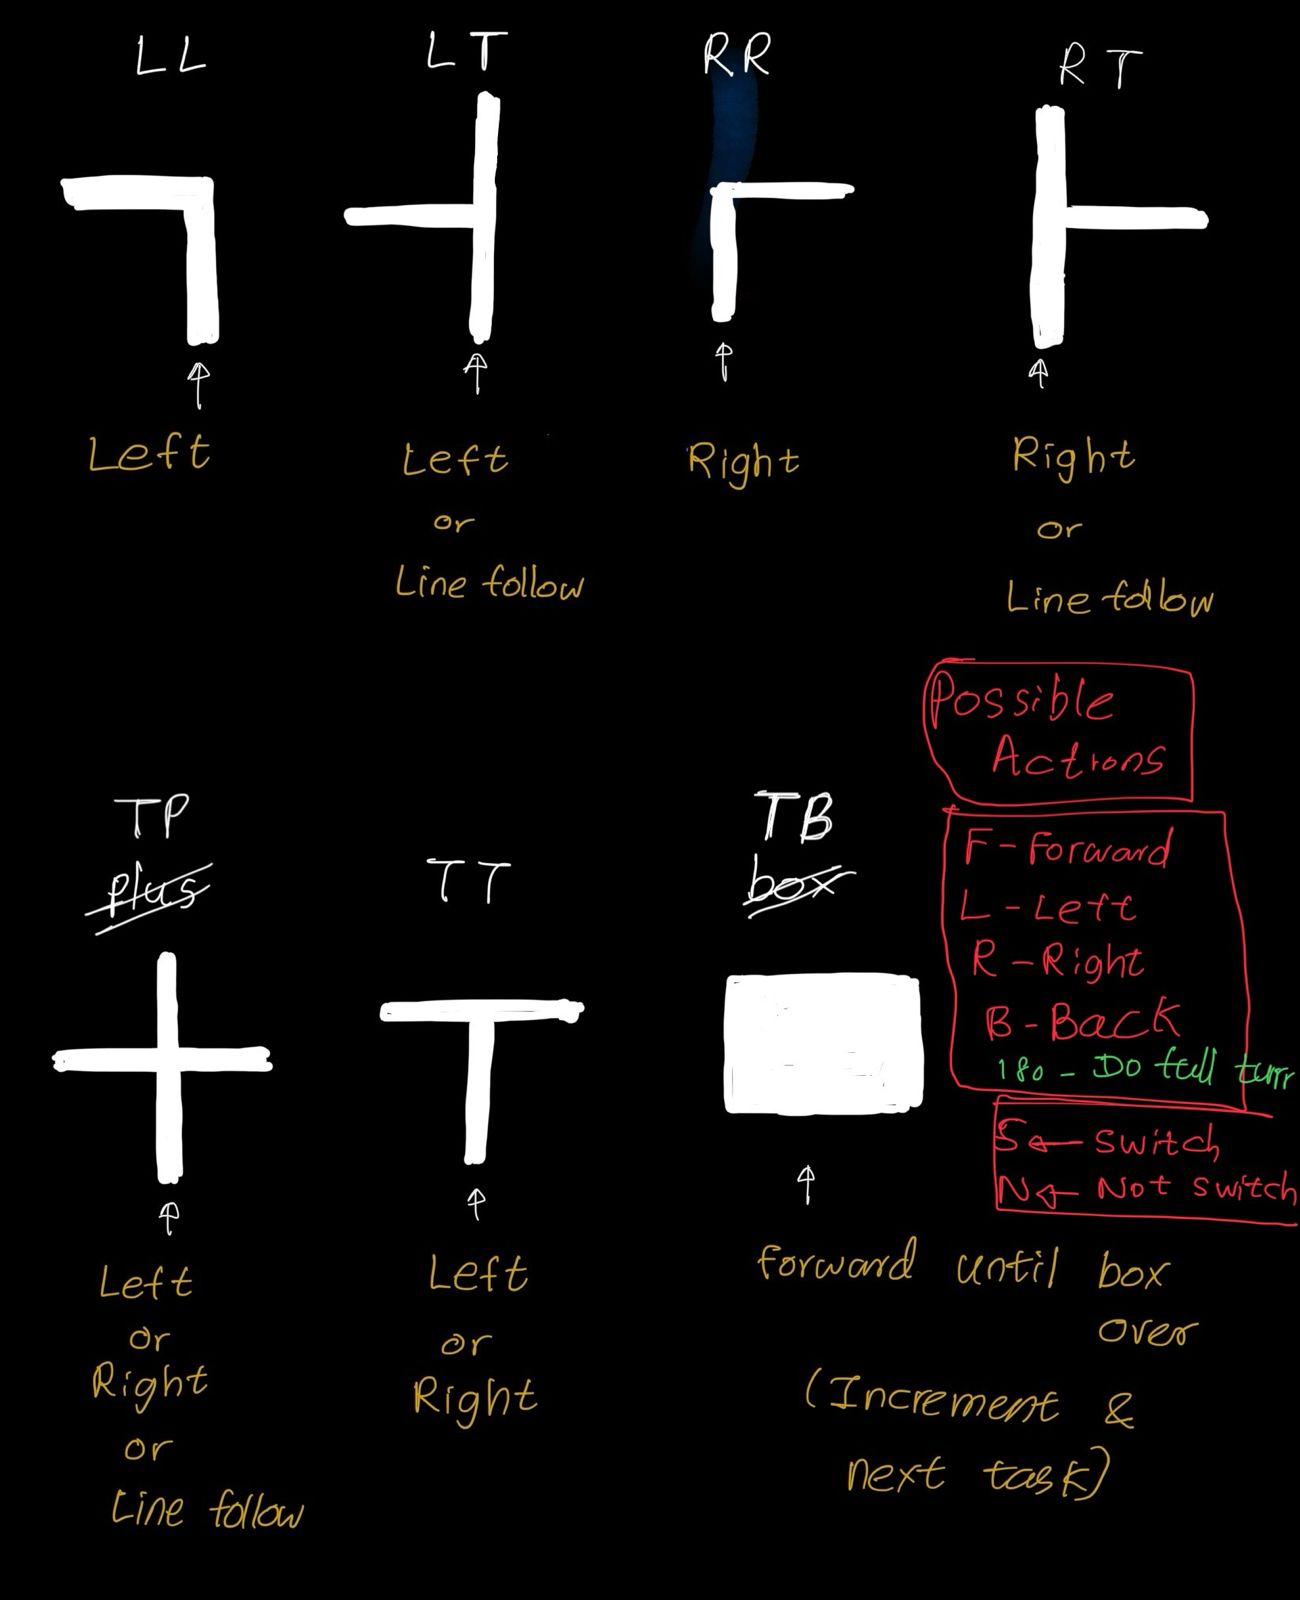 LL
LT
RR
RT
Left
Left
or
Line follow
Right
Right
or
Line follow
Possible
Actions
F - Forward
L - Left
R - Right
B - Back
180 - Do full turn
S ← switch
N ← Not switch
TP
plus
TT
TB
box
Left
or
Right
or
Line follow
Left
or
Right
forward until box
over
(Increment &
next task)